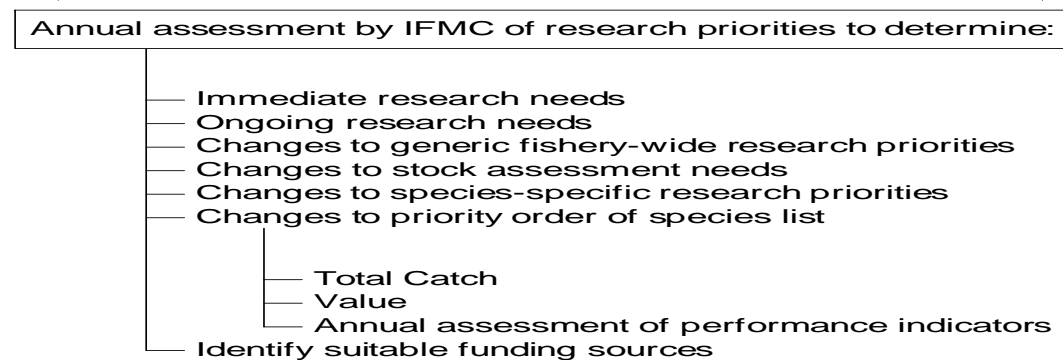 Annual assessment by IFMC of research priorities to determine:
Immediate research needs
Ongoing research needs
Changes to generic fishery-wide research priorities
Changes to stock assessment needs
Changes to species-specific research priorities
Changes to priority order of species list
Total Catch
Value
Annual assessment of performance indicators
Identify suitable funding sources